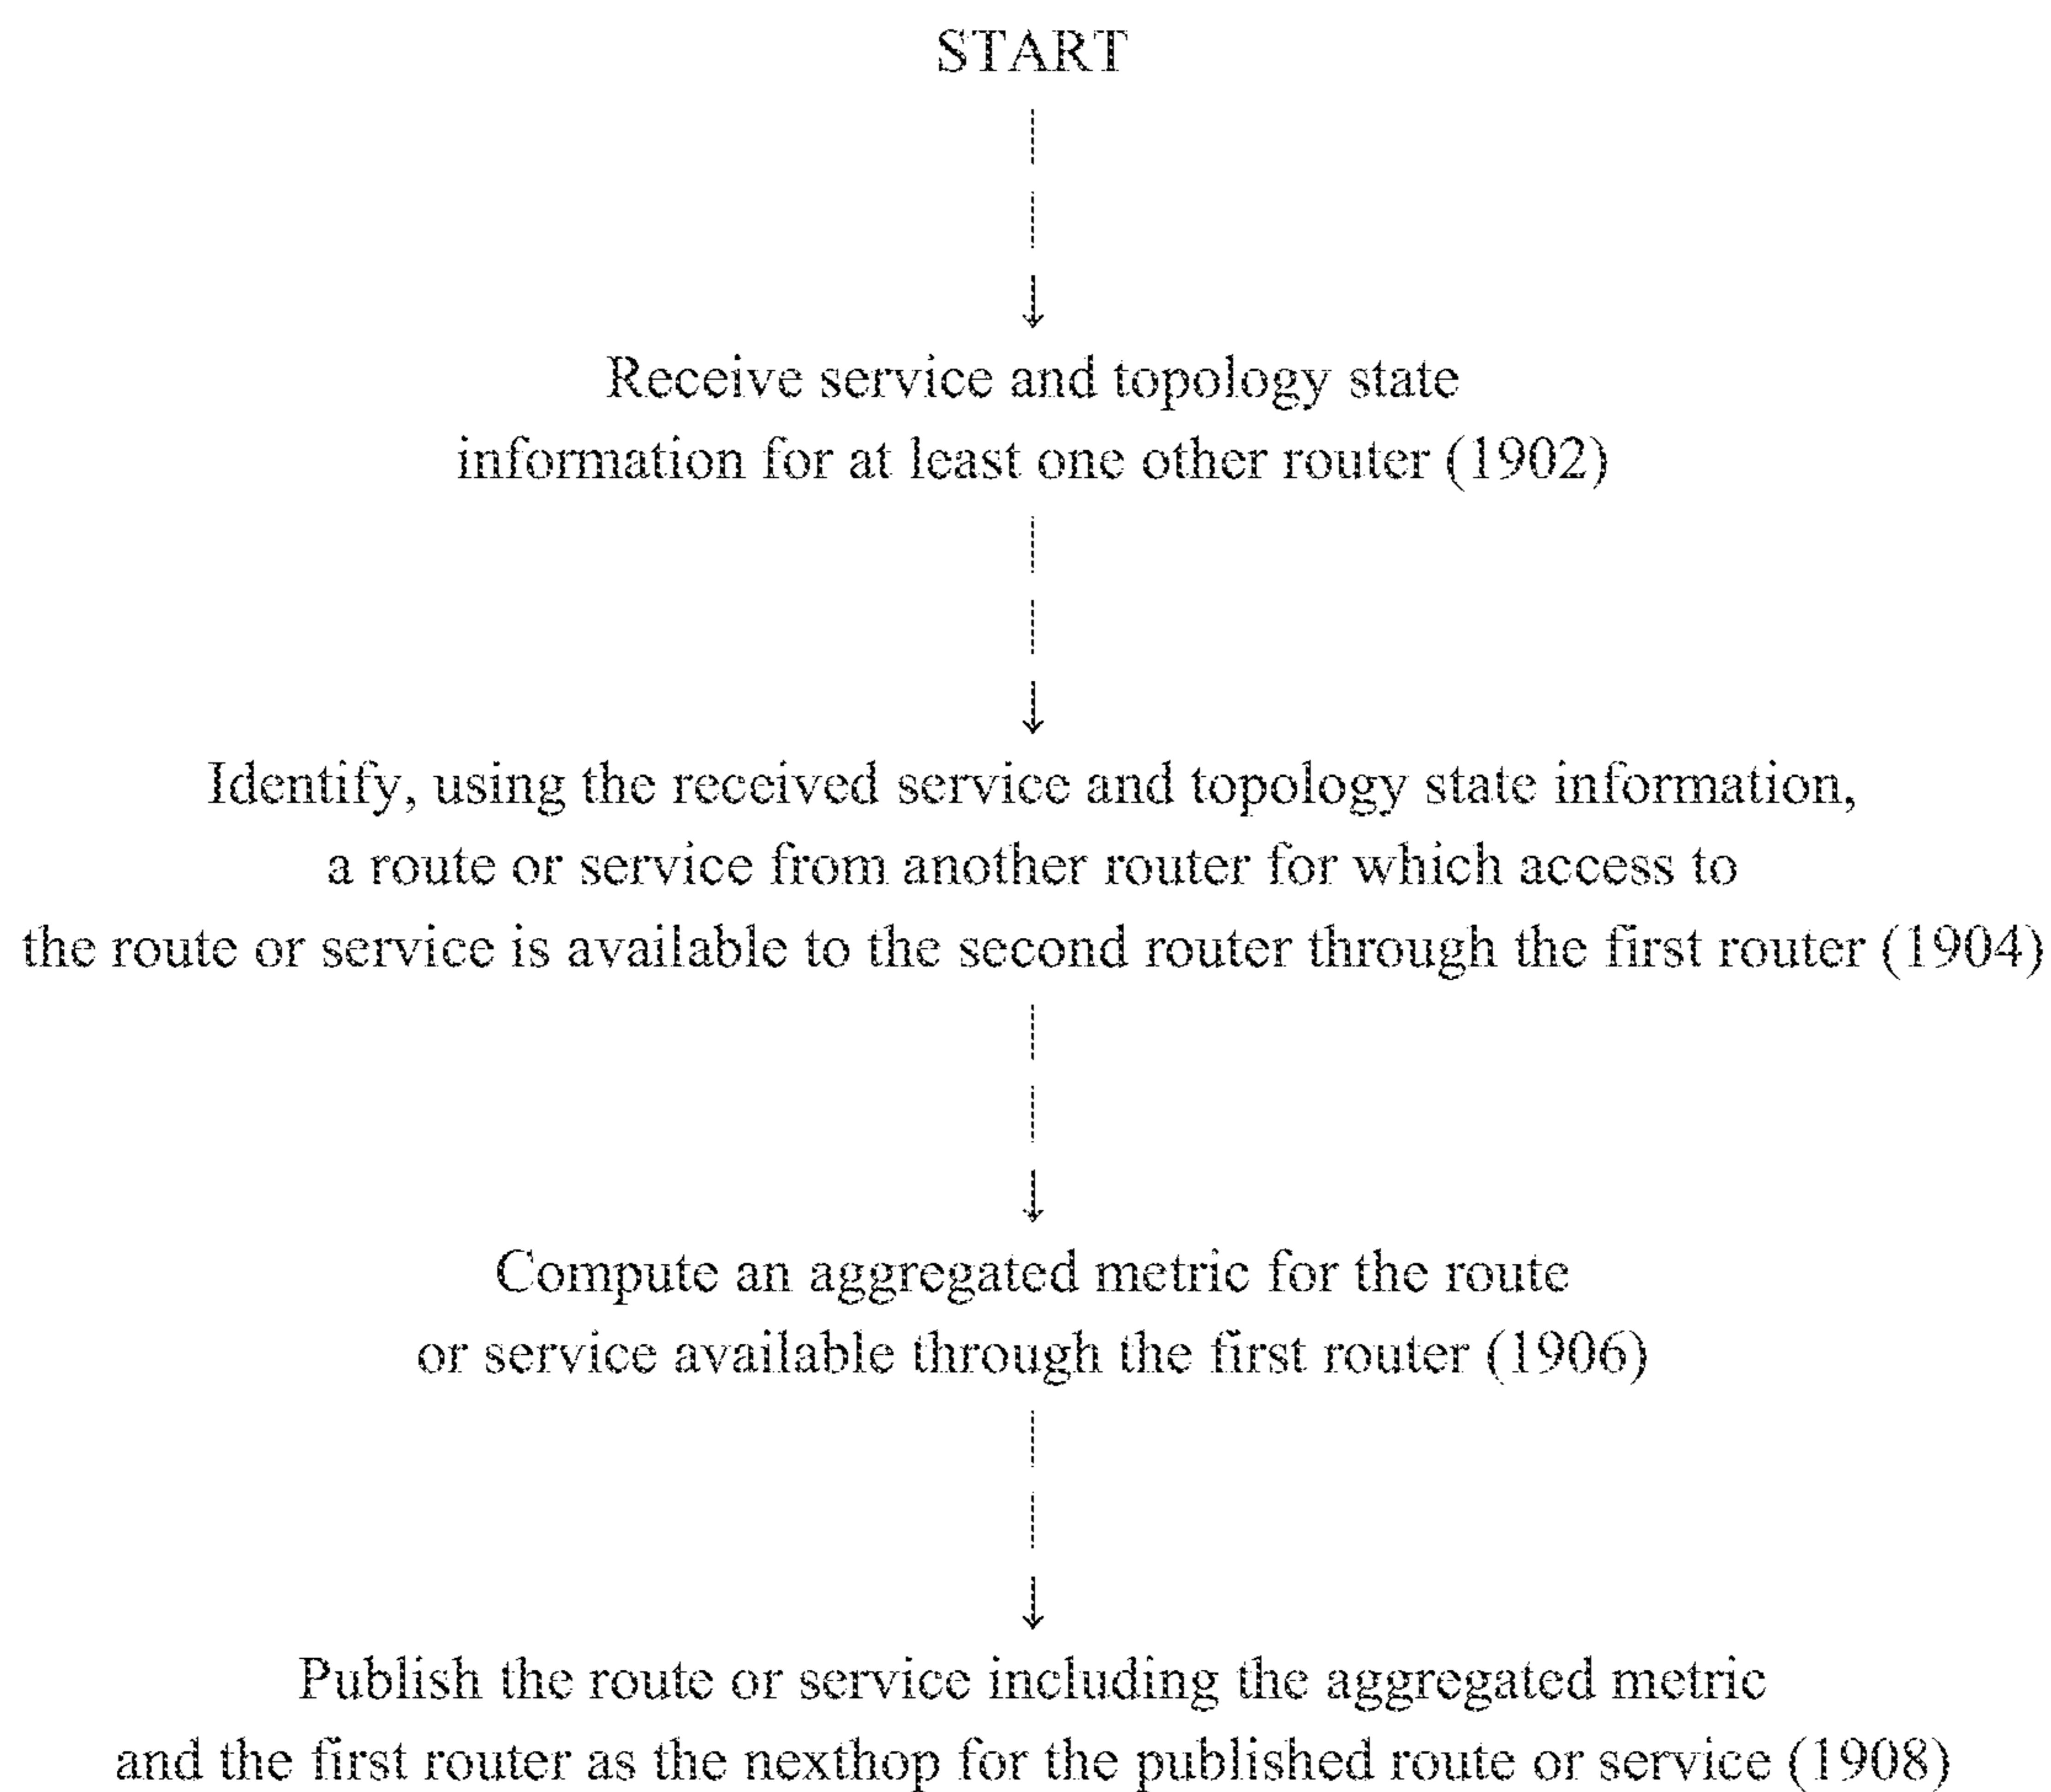 START
Receive service and topology state
information for at least one other router (1902)
Identify, using the received service and topology state information,
a route or service from another router for which access to
the route or service is available to the second router through the first router (1904)
Compute an aggregated metric for the route
or service available through the first router (1906)
Publish the route or service including the aggregated metric
and the first router as the nexthop for the published route or service (1908)